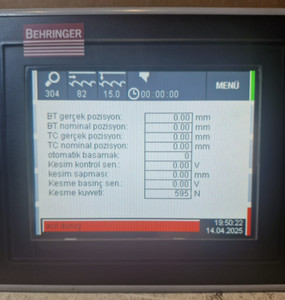 BEHRINGER
304 82 15.0 00:00:00 MENÜ
BT gerçek pozisyon: 0.00 mm
BT nominal pozisyon: 0.00 mm
TC gerçek pozisyon: 0.00 mm
TC nominal pozisyon: 0.00 mm
otomatik basamak: 0
Kesim kontrol sen.: 0.00 V
kesim sapması: 0.00 mm
Kesme basinç sen.: 0.00 V
Kesme kuvveti: 595 N
19:50:22
14.04.2025